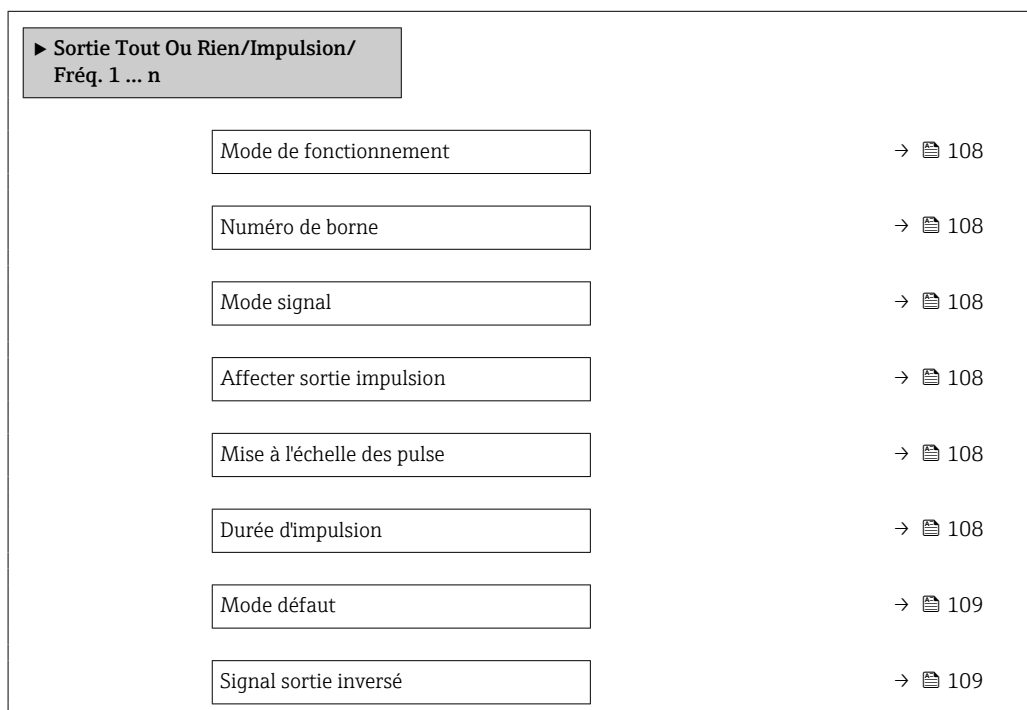 ▶ Sortie Tout Ou Rien/Impulsion/
Fréq. 1 ... n
Mode de fonctionnement → 108
Numéro de borne → 108
Mode signal → 108
Affecter sortie impulsion → 108
Mise à l'échelle des pulse → 108
Durée d'impulsion → 108
Mode défaut → 109
Signal sortie inversé → 109